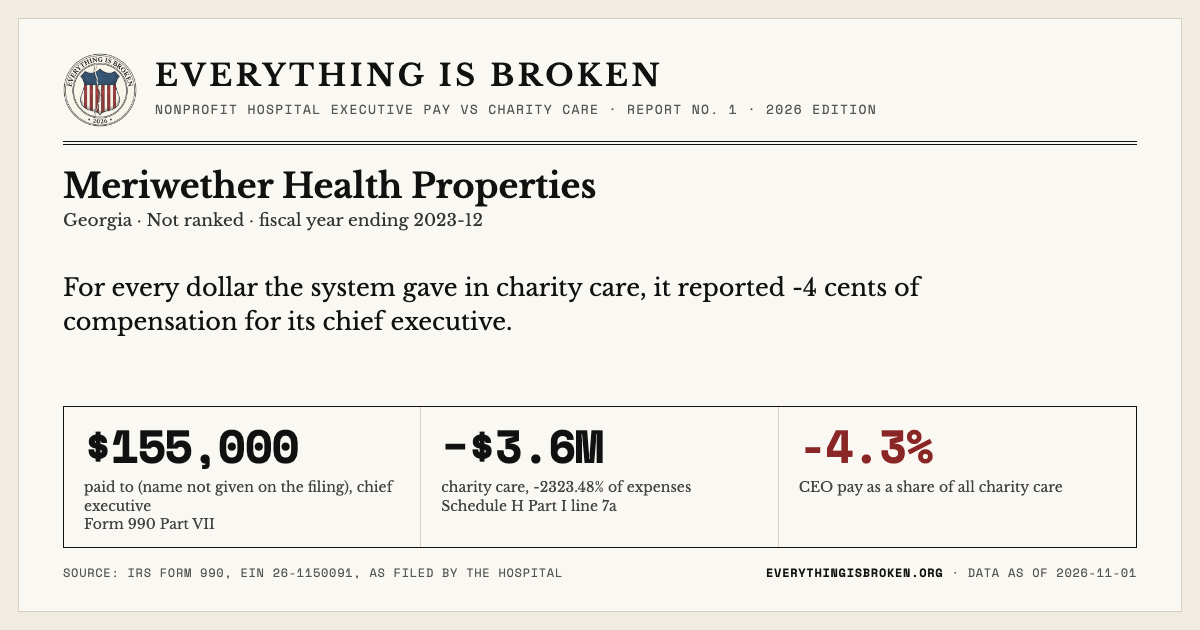 EVERYTHING IS BROKEN
2026
EVERYTHING IS BROKEN
NONPROFIT HOSPITAL EXECUTIVE PAY VS CHARITY CARE · REPORT NO. 1 · 2026 EDITION
Meriwether Health Properties
Georgia · Not ranked · fiscal year ending 2023-12
For every dollar the system gave in charity care, it reported -4 cents of
compensation for its chief executive.
$155,000
paid to (name not given on the filing), chief
executive
Form 990 Part VII
-$3.6M
charity care, -2323.48% of expenses
Schedule H Part I line 7a
-4.3%
CEO pay as a share of all charity care
SOURCE: IRS FORM 990, EIN 26-1150091, AS FILED BY THE HOSPITAL
EVERYTHINGISBROKEN.ORG · DATA AS OF 2026-11-01